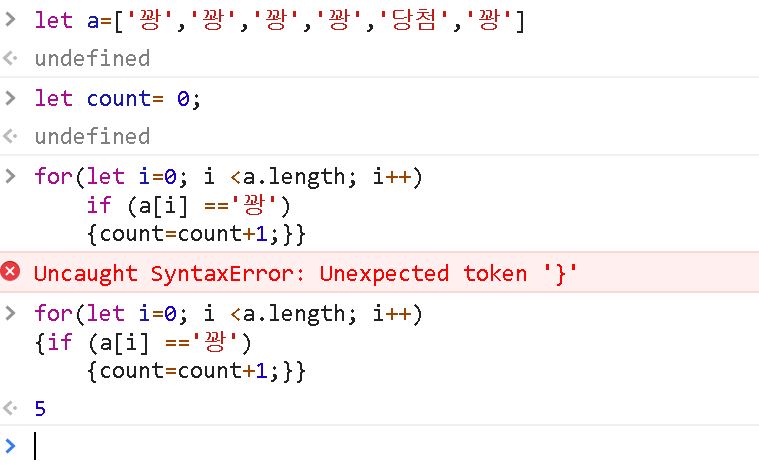 let a=['꽝','꽝','꽝','꽝','당첨','꽝']
undefined
let count= 0;
undefined
for(let i=0; i <a.length; i++)
    if (a[i] =='꽝')
    {count=count+1;}}
Uncaught SyntaxError: Unexpected token '}'
for(let i=0; i <a.length; i++)
{if (a[i] =='꽝')
    {count=count+1;}}
5